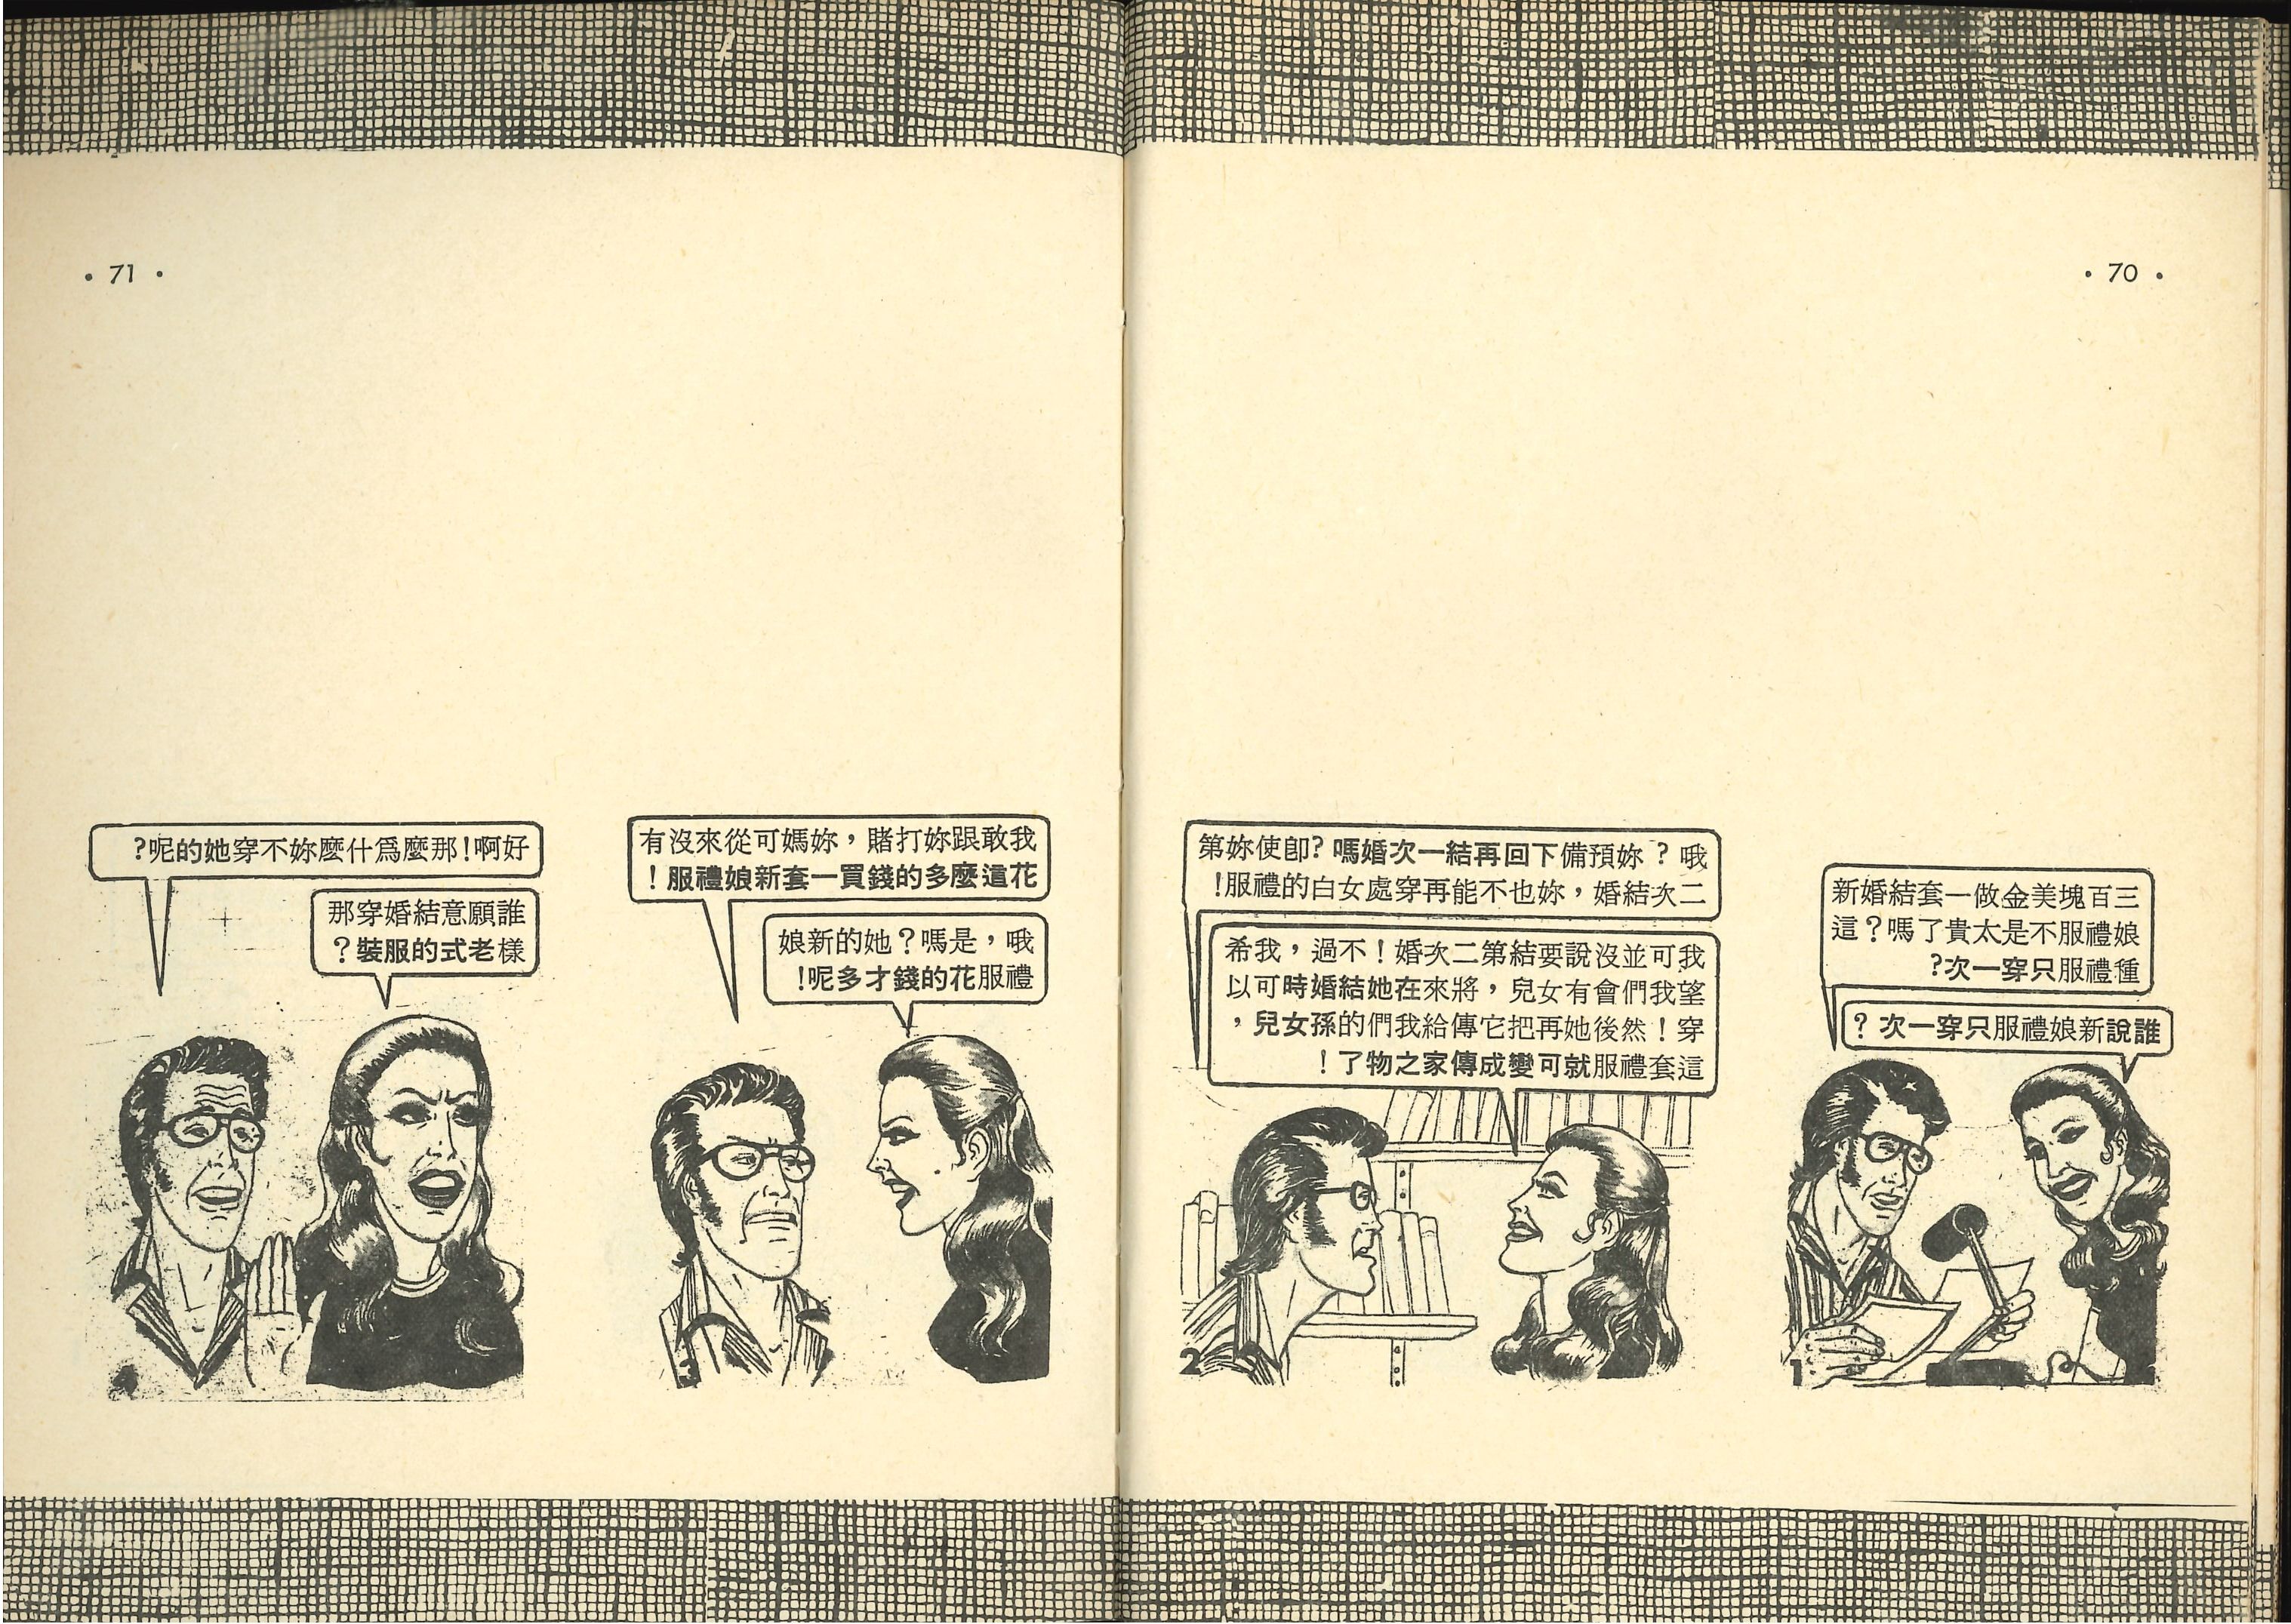 • 70 •
三百塊美金做一套結婚新
娘禮服不是太貴了嗎？這
種禮服只穿一次？
誰說新娘禮服只穿一次？
1
哦？妳預備下回再結一次婚嗎？即使妳第
二次結婚，妳也不能再穿處女白的禮服！
我可並沒說要結第二次婚！不過，我希
望我們會有女兒，將來在她結婚時可以
穿！然後她再把它傳給我們的孫女兒，
這套禮服就可變成傳家之物了！
2
• 71 •
我敢跟妳打賭，妳媽可從來沒有
花這麼多的錢買一套新娘禮服！
哦，是嗎？她的新娘
禮服花的錢才多呢！
3
好啊！那麼爲什麼妳不穿她的呢？
誰願意結婚穿那
樣老式的服裝？
4